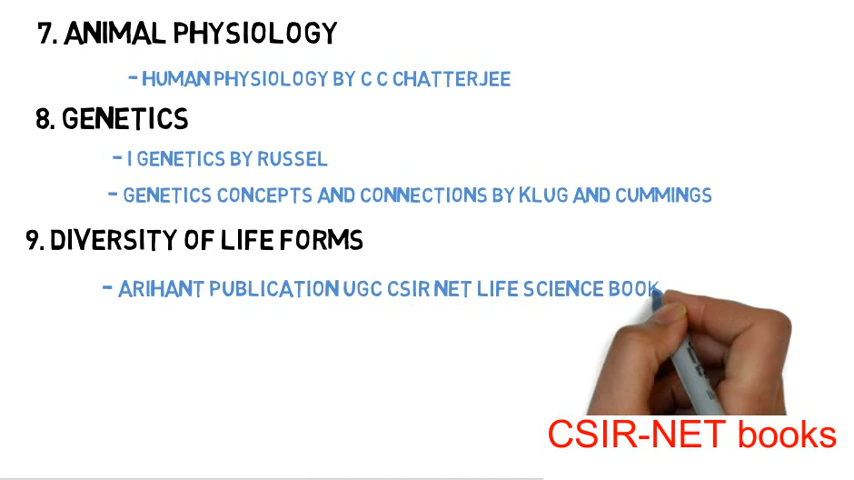 7. ANIMAL PHYSIOLOGY
- HUMAN PHYSIOLOGY BY C C CHATTERJEE
8. GENETICS
- I GENETICS BY RUSSEL
- GENETICS CONCEPTS AND CONNECTIONS BY KLUG AND CUMMINGS
9. DIVERSITY OF LIFE FORMS
- ARIHANT PUBLICATION UGC CSIR NET LIFE SCIENCE BOOK
CSIR-NET books